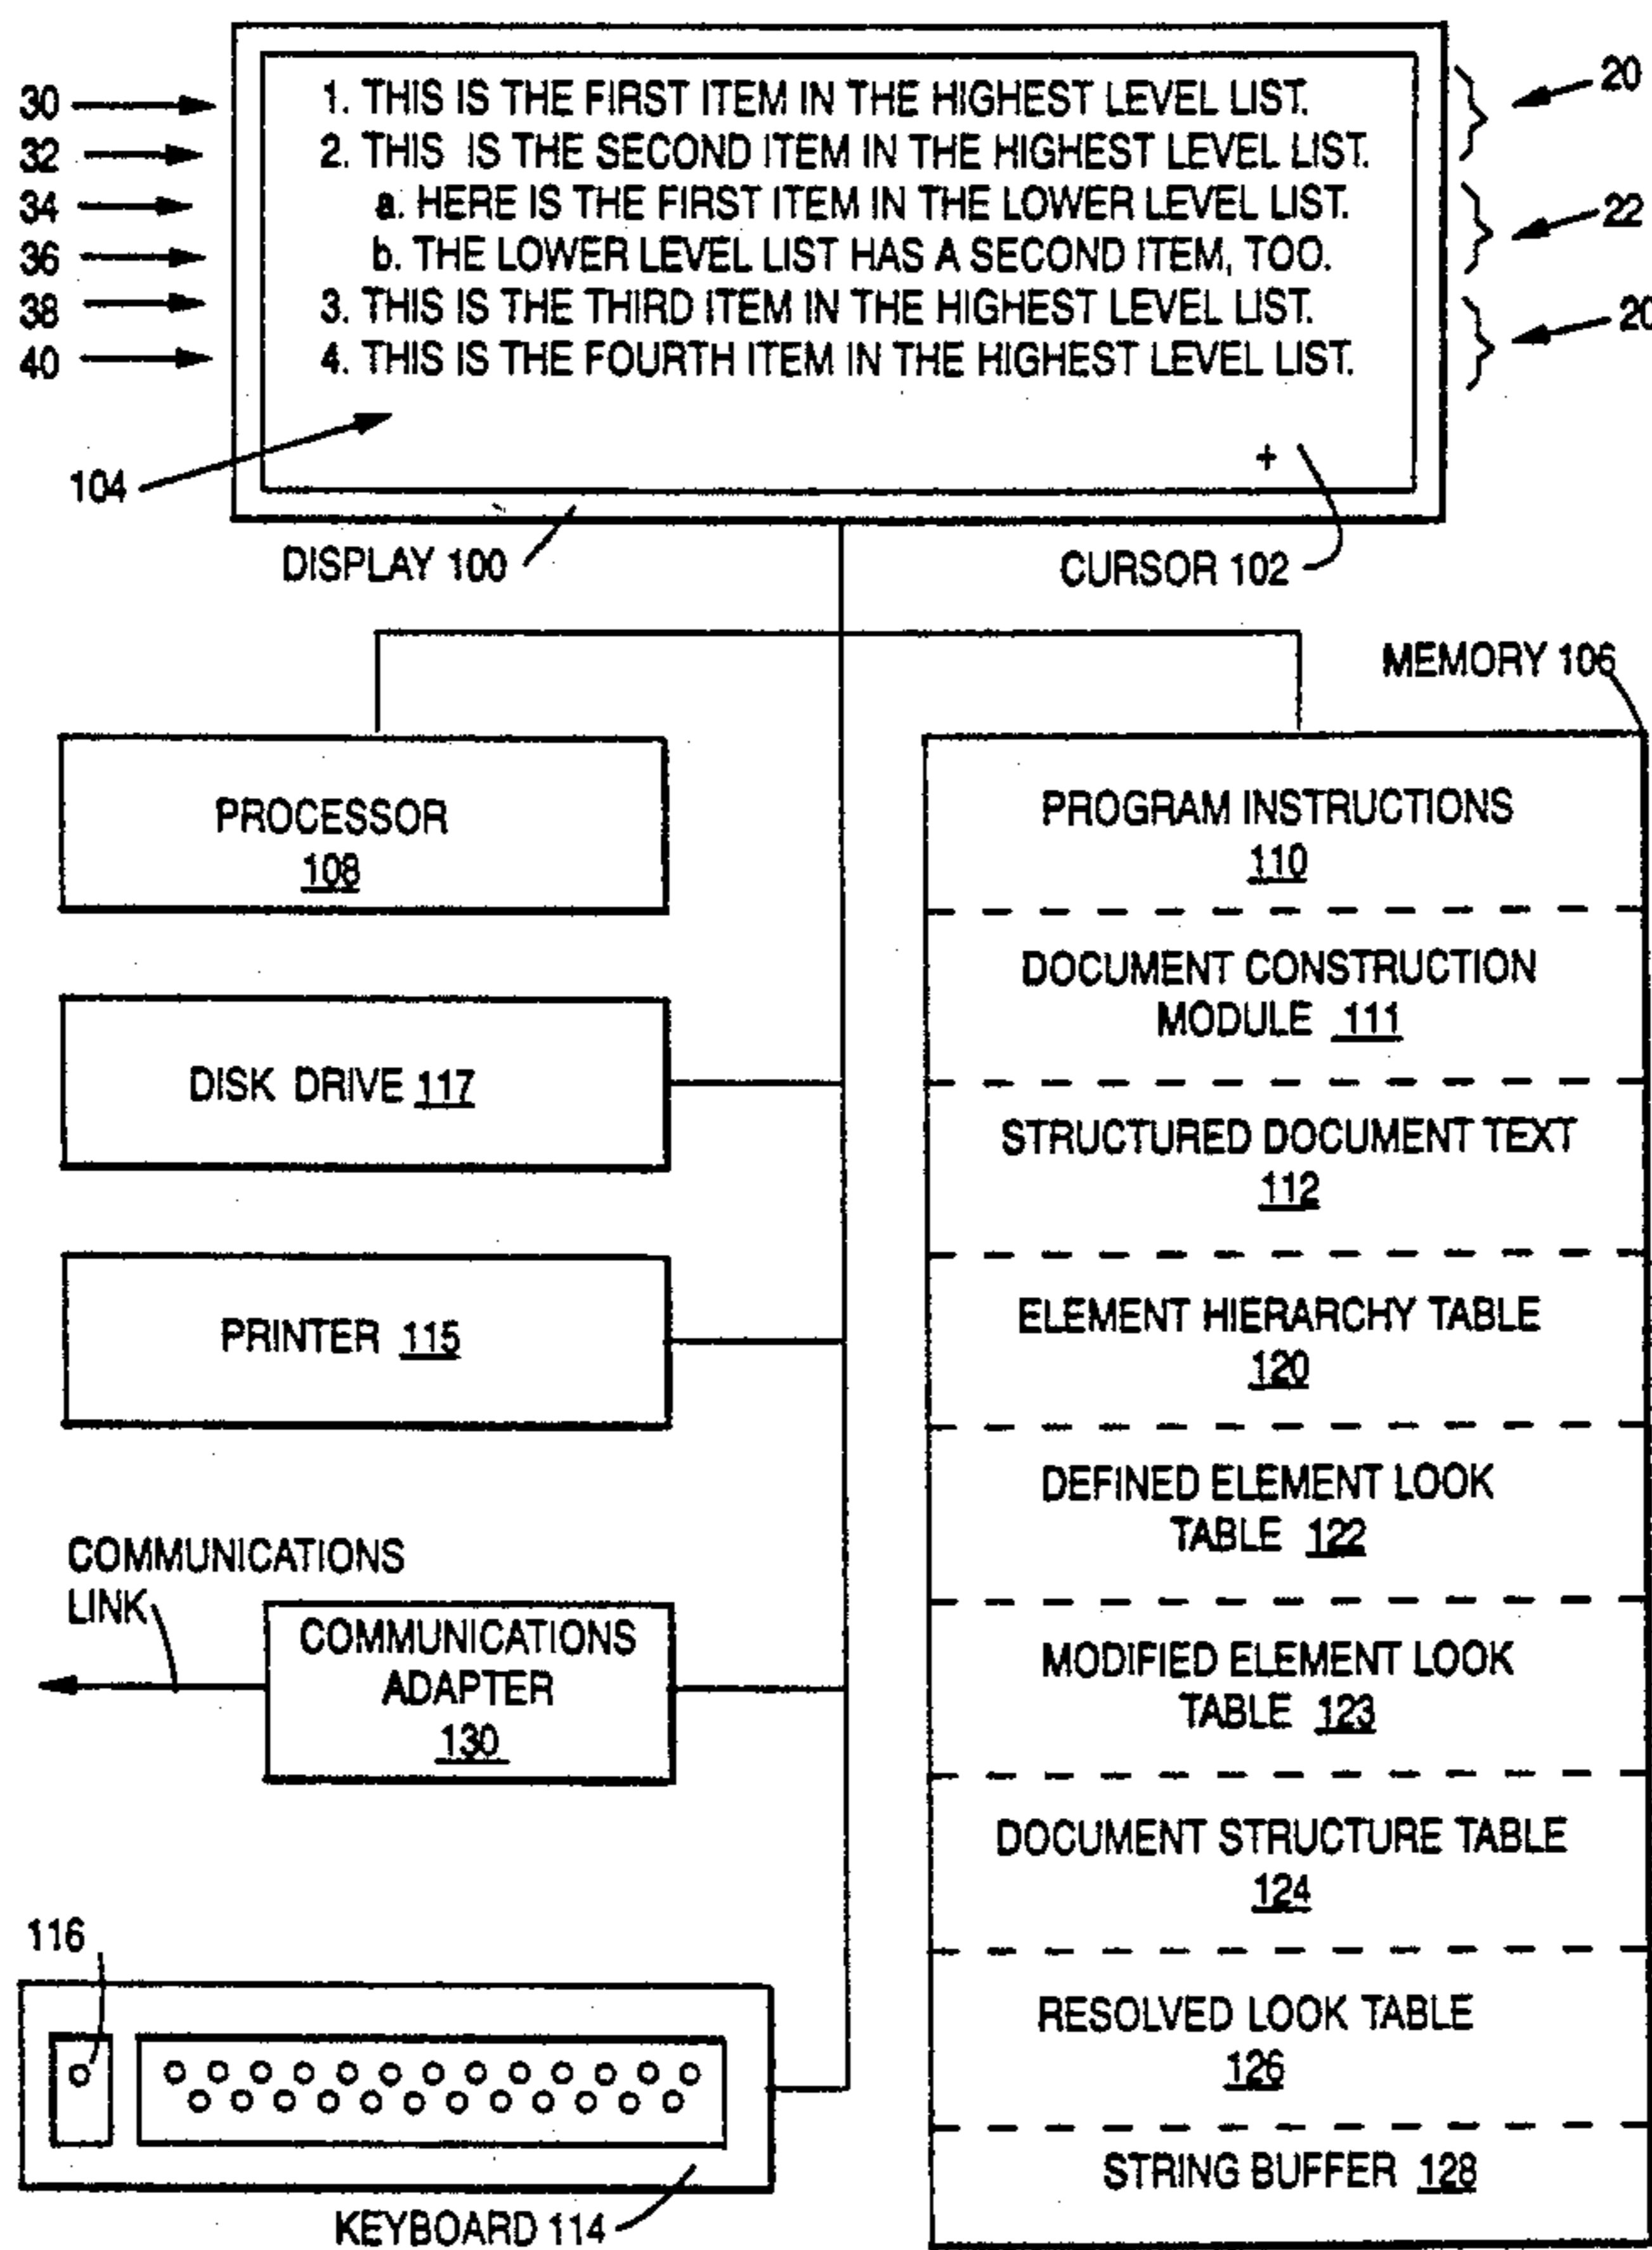 30 1. THIS IS THE FIRST ITEM IN THE HIGHEST LEVEL LIST. 20
32 2. THIS IS THE SECOND ITEM IN THE HIGHEST LEVEL LIST.
34 a. HERE IS THE FIRST ITEM IN THE LOWER LEVEL LIST. 22
36 b. THE LOWER LEVEL LIST HAS A SECOND ITEM, TOO.
38 3. THIS IS THE THIRD ITEM IN THE HIGHEST LEVEL LIST. 20
40 4. THIS IS THE FOURTH ITEM IN THE HIGHEST LEVEL LIST.
+
104
DISPLAY 100
CURSOR 102
MEMORY 106
PROCESSOR
108
DISK DRIVE 117
PRINTER 115
COMMUNICATIONS
LINK
COMMUNICATIONS
ADAPTER
130
116
KEYBOARD 114
PROGRAM INSTRUCTIONS
110
DOCUMENT CONSTRUCTION
MODULE 111
STRUCTURED DOCUMENT TEXT
112
ELEMENT HIERARCHY TABLE
120
DEFINED ELEMENT LOOK
TABLE 122
MODIFIED ELEMENT LOOK
TABLE 123
DOCUMENT STRUCTURE TABLE
124
RESOLVED LOOK TABLE
126
STRING BUFFER 128